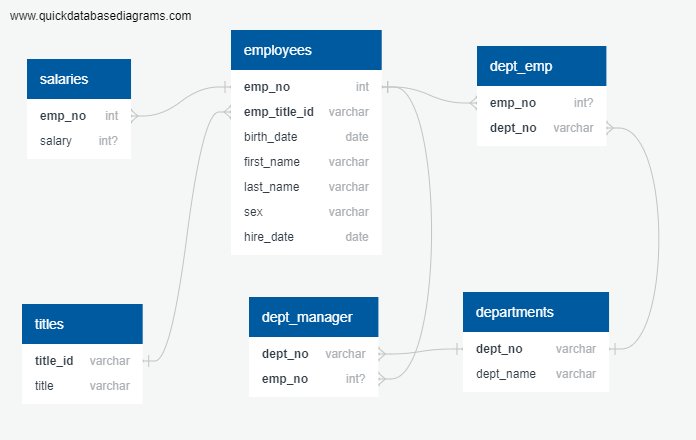 www.quickdatabasediagrams.com
salaries
emp_no int
salary int?
employees
emp_no int
emp_title_id varchar
birth_date date
first_name varchar
last_name varchar
sex varchar
hire_date date
dept_emp
emp_no int?
dept_no varchar
titles
title_id varchar
title varchar
dept_manager
dept_no varchar
emp_no int?
departments
dept_no varchar
dept_name varchar